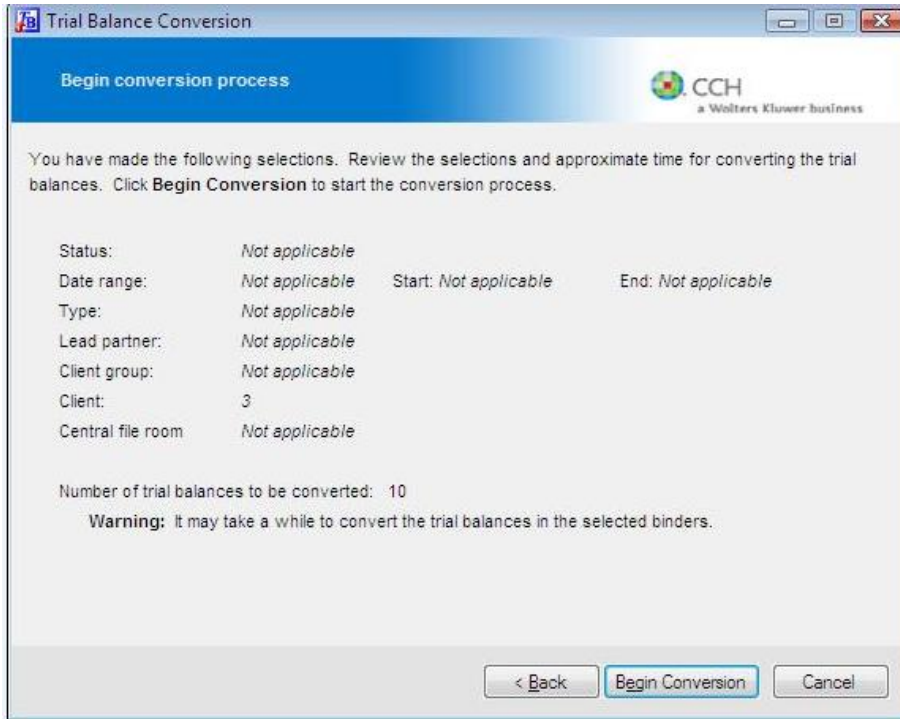 TB Trial Balance Conversion
Begin conversion process
CCH
a Wolters Kluwer business
You have made the following selections. Review the selections and approximate time for converting the trial
balances. Click Begin Conversion to start the conversion process.
Status: Not applicable
Date range: Not applicable Start: Not applicable End: Not applicable
Type: Not applicable
Lead partner: Not applicable
Client group: Not applicable
Client: 3
Central file room Not applicable
Number of trial balances to be converted: 10
Warning: It may take a while to convert the trial balances in the selected binders.
< Back Begin Conversion Cancel